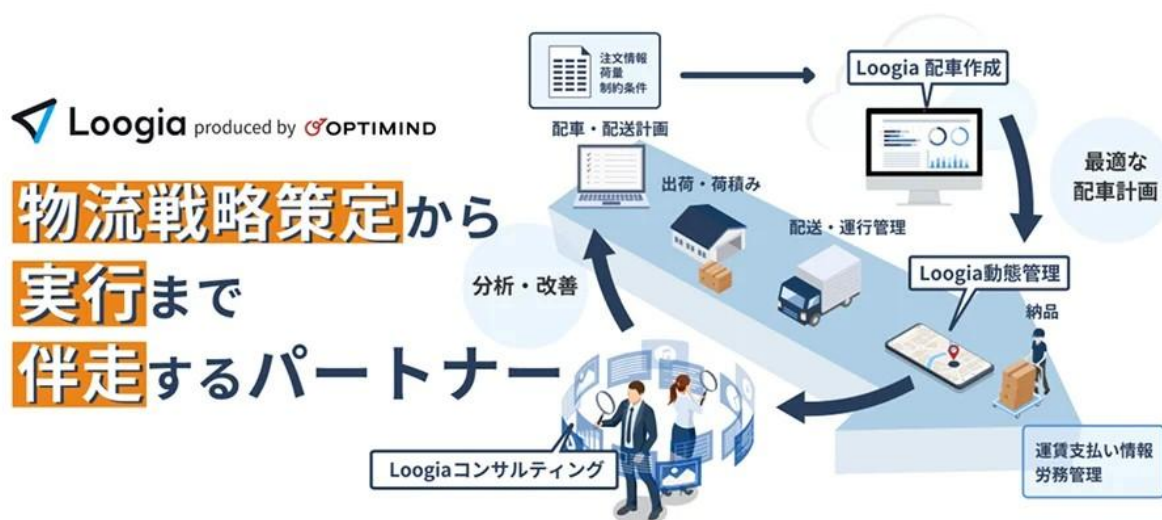 Loogia produced by OPTIMIND
物流戦略策定から
実行まで
伴走するパートナー
注文情報
荷量
制約条件
配車・配送計画
Loogia 配車作成
最適な
配車計画
出荷・荷積み
配送・運行管理
Loogia動態管理
納品
分析・改善
Loogiaコンサルティング
運賃支払い情報
労務管理